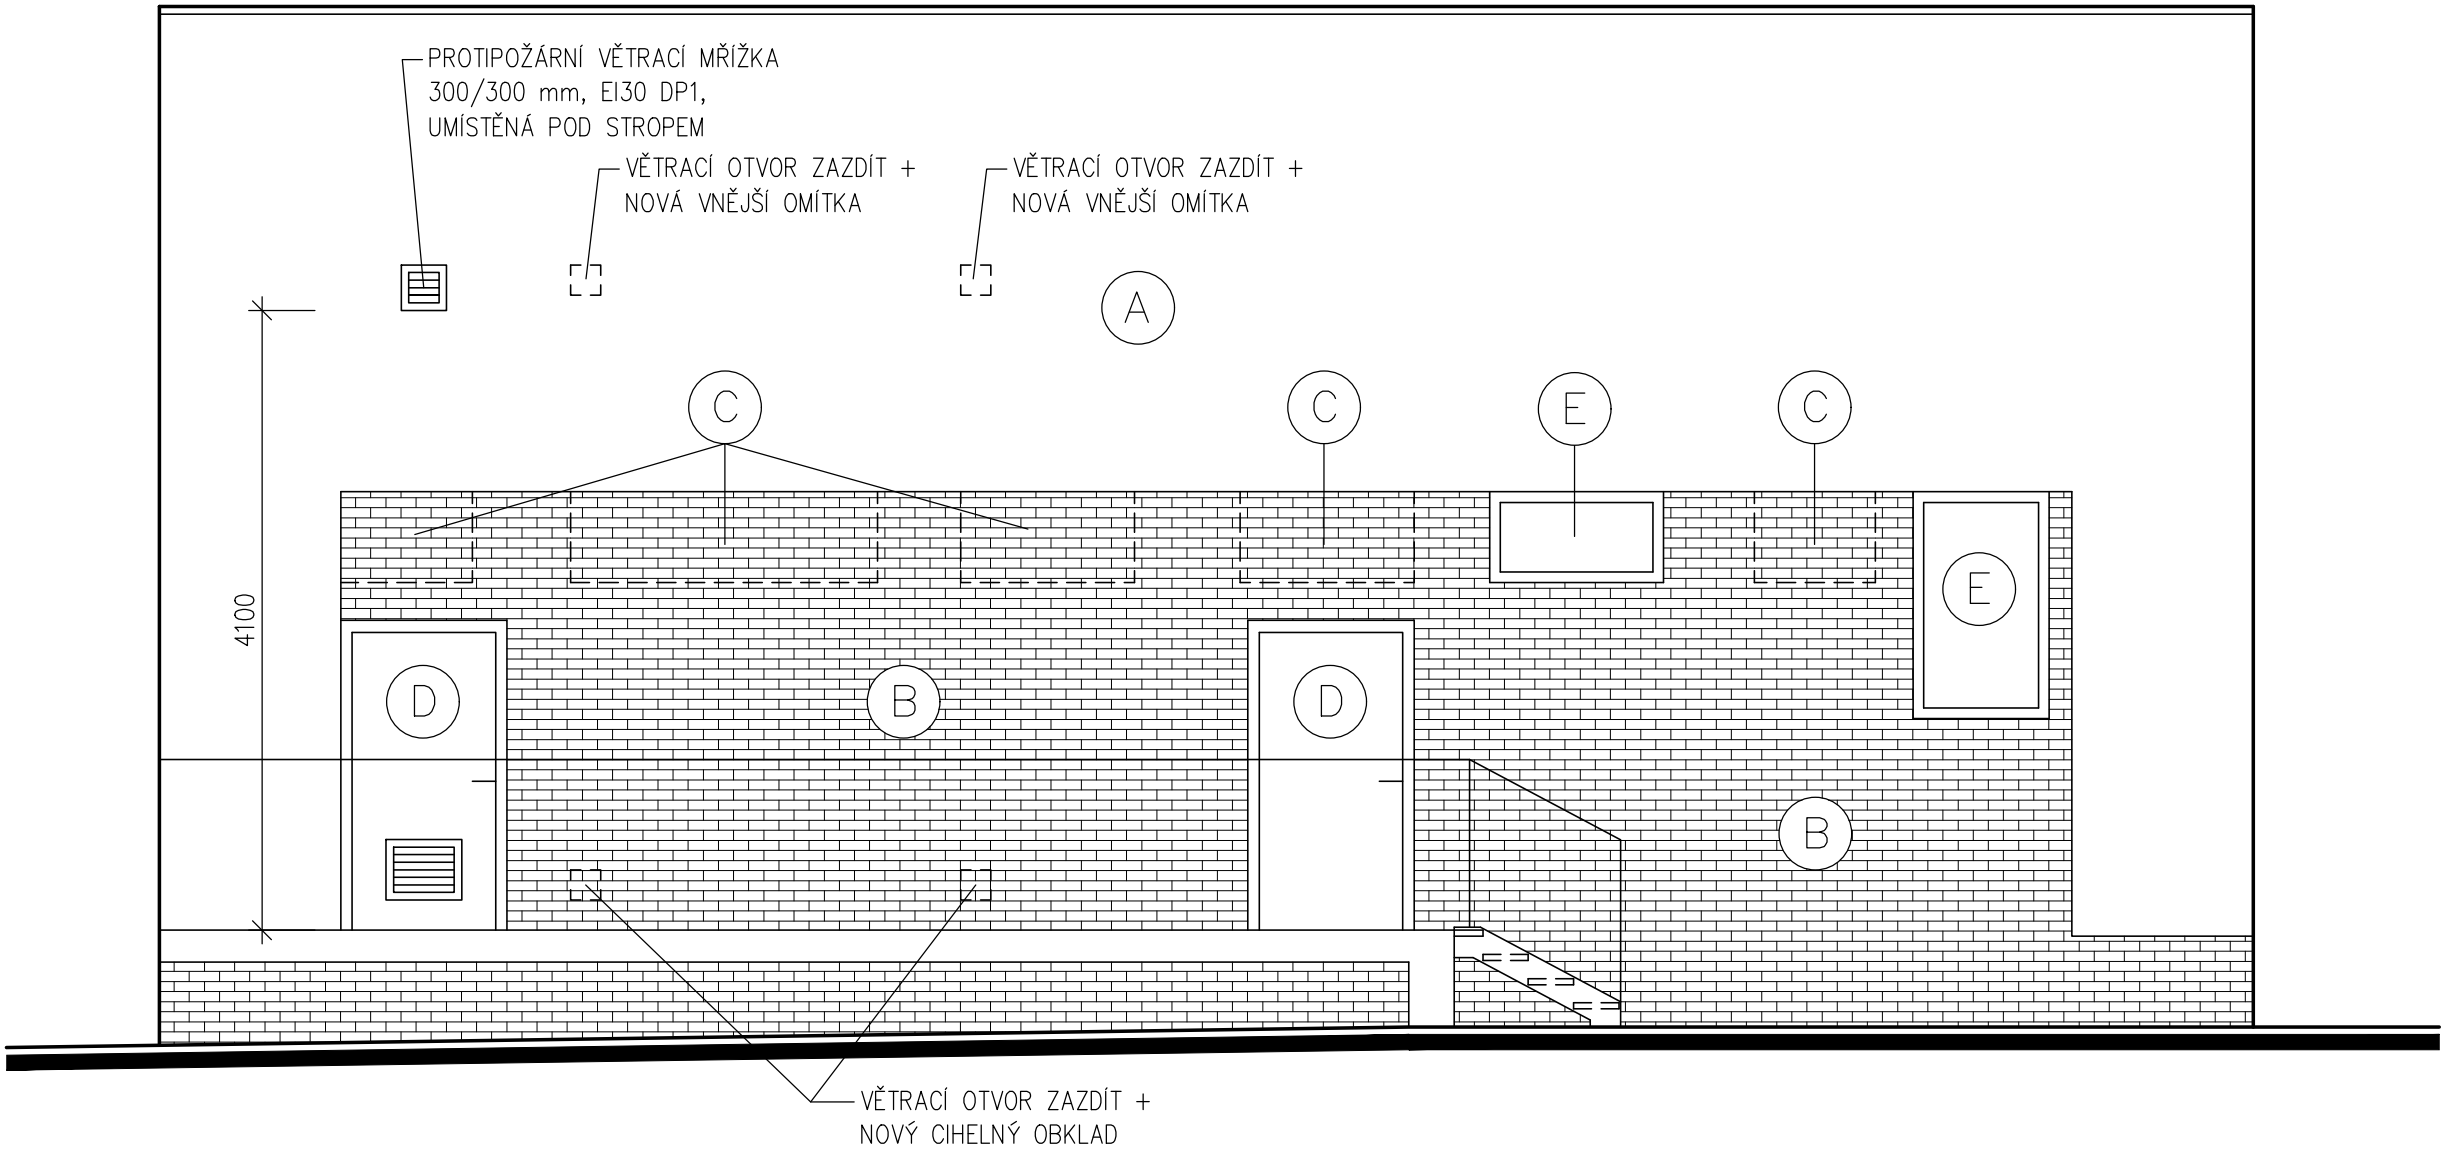 PROTIPOŽÁRNÍ VĚTRACÍ MŘÍŽKA
300/300 mm, EI30 DP1,
UMÍSTĚNÁ POD STROPEM
VĚTRACÍ OTVOR ZAZDÍT +
NOVÁ VNĚJŠÍ OMÍTKA
VĚTRACÍ OTVOR ZAZDÍT +
NOVÁ VNĚJŠÍ OMÍTKA
A
C
C
E
C
E
4100
D
B
D
B
VĚTRACÍ OTVOR ZAZDÍT +
NOVÝ CIHELNÝ OBKLAD